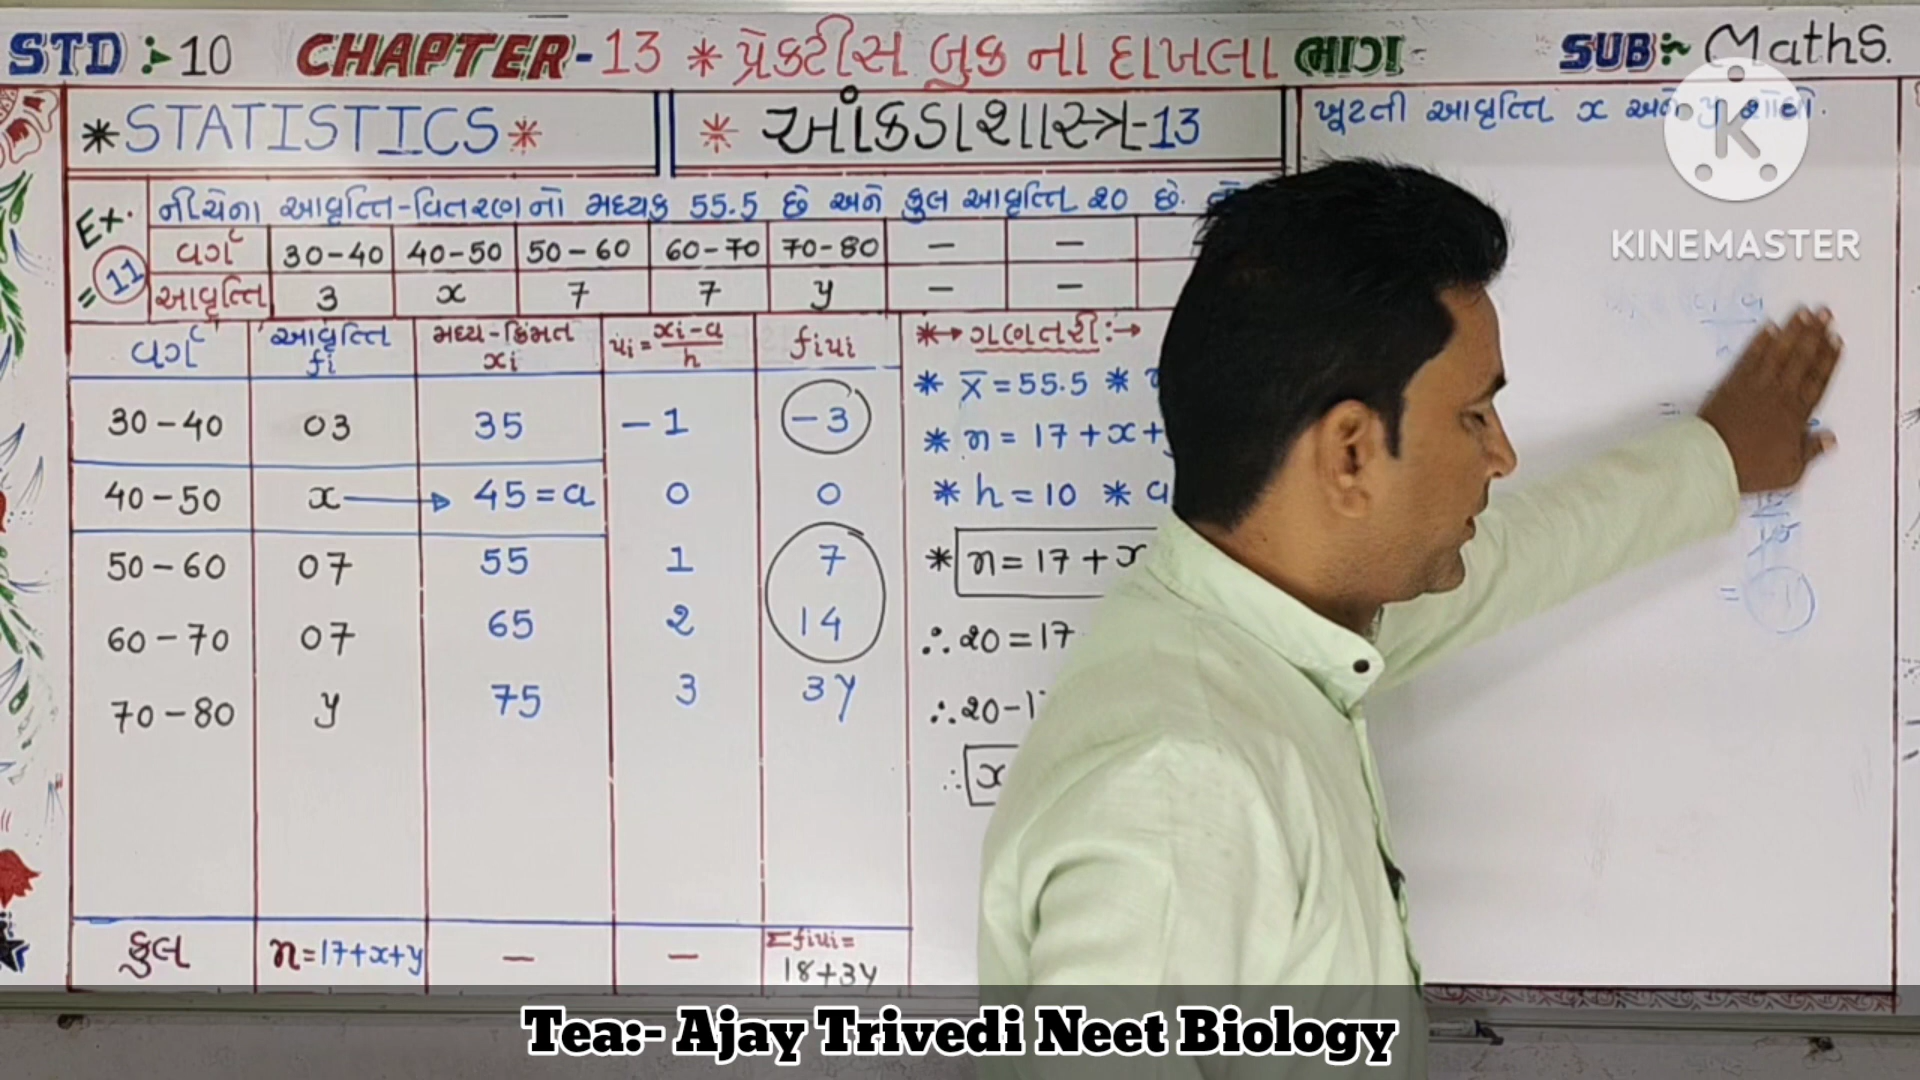 STD :- 10 CHAPTER - 13 * પ્રેક્ટીસ બુક ના દાખલા ભાગ - SUB :- Maths.
* STATISTICS *
* આંકડાશાસ્ત્ર-13
ખૂટતી આવૃત્તિ x અને y શોધો.
K
KINEMASTER
Ex. 11 =
નીચેના આવૃત્તિ-વિતરણનો મધ્યક 55.5 છે અને કુલ આવૃત્તિ 20 છે.
વર્ગ 30-40 40-50 50-60 60-70 70-80 — —
આવૃત્તિ 3 x 7 7 y — —
વર્ગ આવૃત્તિ fi મધ્ય-કિંમત xi ui = xi-a / h fiui
30-40 03 35 -1 -3
40-50 x → 45=a 0 0
50-60 07 55 1 7
60-70 07 65 2 14
70-80 y 75 3 3y
કુલ n=17+x+y — — Σfiui= 18+3y
*→ ગણતરી:→
* x̄ = 55.5 *
* n = 17 + x +
* h = 10 * a
* n = 17 + x
∴ 20 = 17
∴ 20 - 1
∴ x
Tea:- Ajay Trivedi Neet Biology